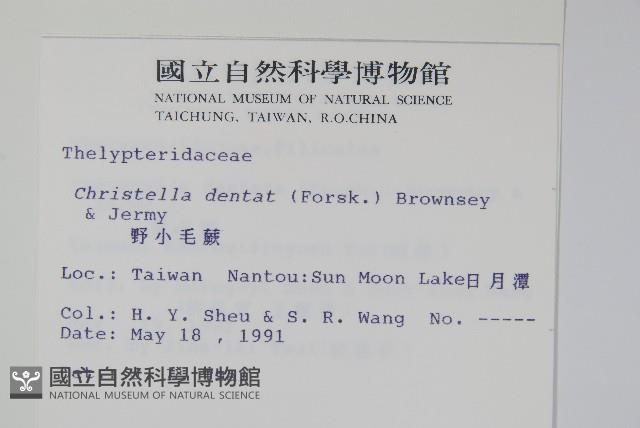 國立自然科學博物館
NATIONAL MUSEUM OF NATURAL SCIENCE
TAICHUNG, TAIWAN, R.O.CHINA
Thelypteridaceae
Christella dentat (Forsk.) Brownsey
& Jermy
野小毛蕨
Loc.: Taiwan Nantou:Sun Moon Lake日月潭
Col.: H. Y. Sheu & S. R. Wang No. -----
Date: May 18 , 1991
國立自然科學博物館
NATIONAL MUSEUM OF NATURAL SCIENCE